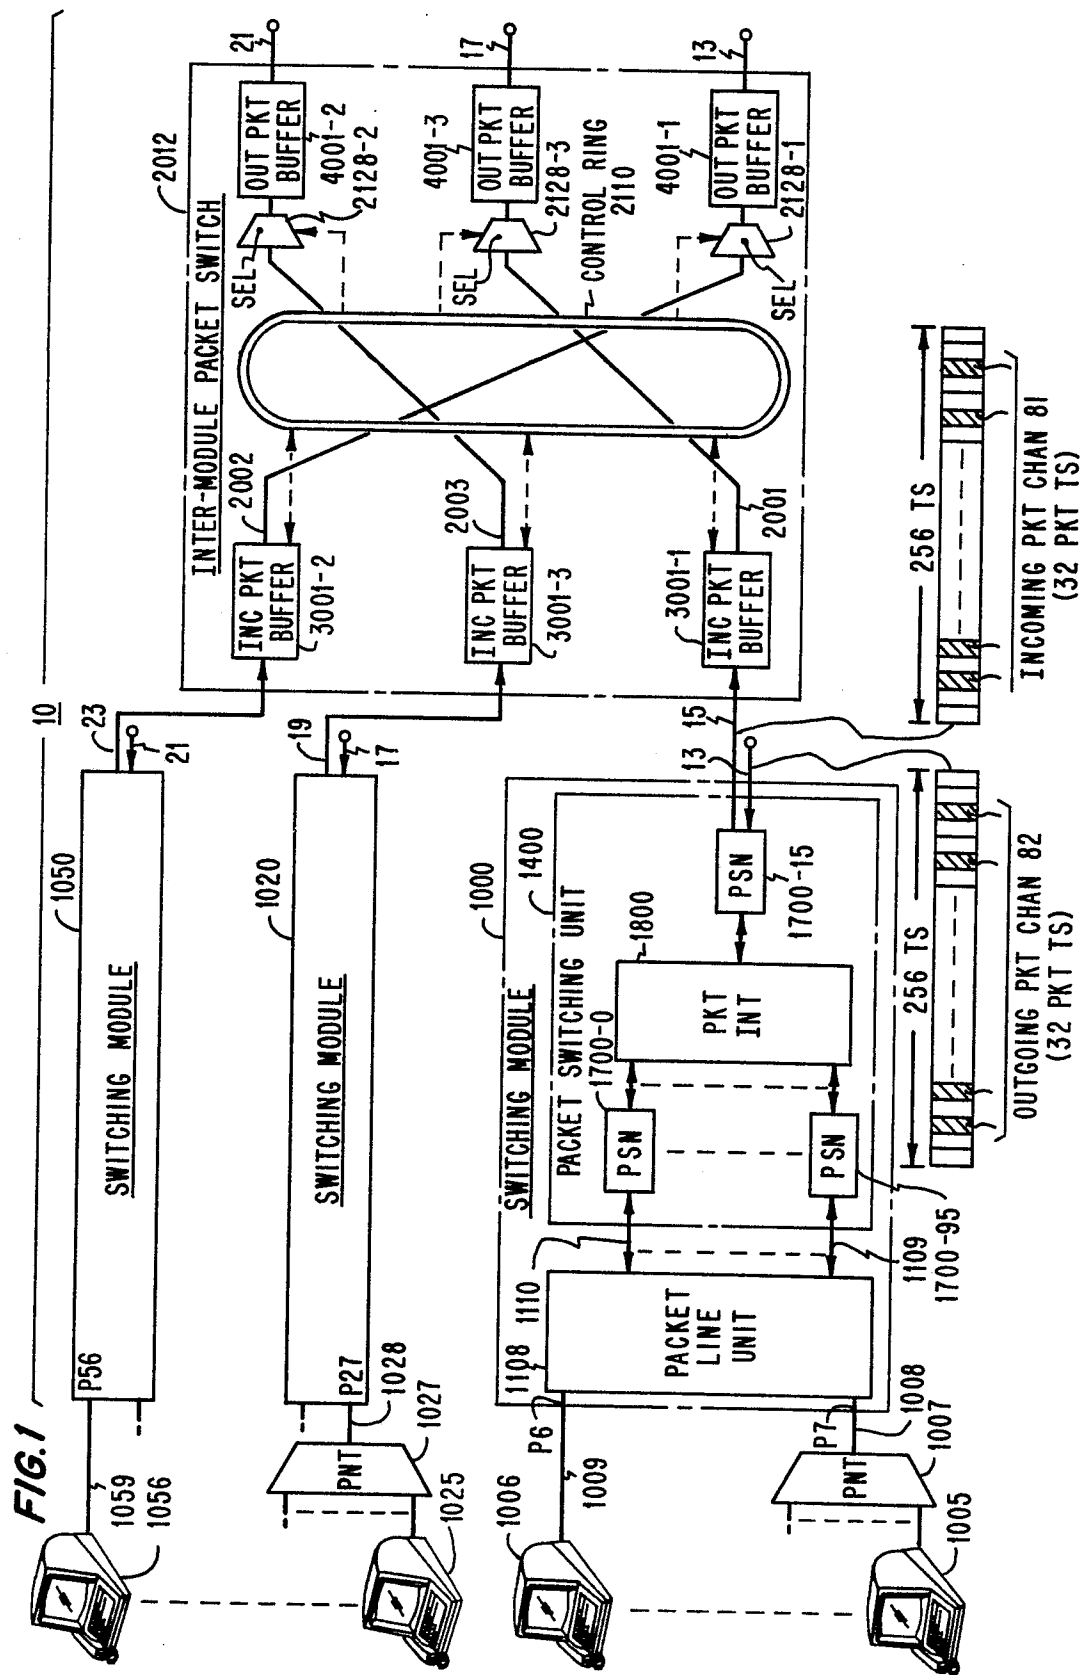 FIG.1
10
1050
P56
SWITCHING MODULE
23
21
1059
1056
1020
P27
SWITCHING MODULE
19
17
1028
1027
PNT
1025
1000
SWITCHING MODULE
1400
PACKET SWITCHING UNIT
1108
PACKET
LINE
UNIT
1110
1109
1700-0
PSN
PSN
1700-95
1800
PKT
INT
PSN
1700-15
15
13
P6
1009
1006
P7
1008
1007
PNT
1005
2012
INTER-MODULE PACKET SWITCH
INC PKT
BUFFER
3001-2
2002
INC PKT
BUFFER
3001-3
2003
INC PKT
BUFFER
3001-1
2001
CONTROL RING
2110
SEL
OUT PKT
BUFFER
4001-2
2128-2
21
SEL
OUT PKT
BUFFER
4001-3
2128-3
17
SEL
OUT PKT
BUFFER
4001-1
2128-1
13
256 TS
OUTGOING PKT CHAN 82
(32 PKT TS)
256 TS
INCOMING PKT CHAN 81
(32 PKT TS)